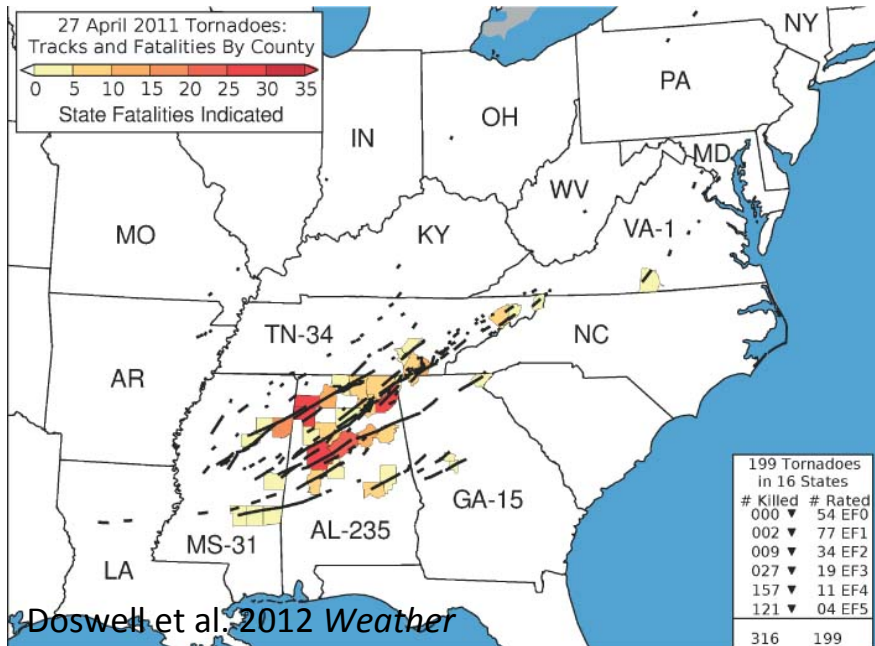 27 April 2011 Tornadoes:
Tracks and Fatalities By County
0 5 10 15 20 25 30 35
State Fatalities Indicated
NY
PA
OH
IN
MD
WV
MO
KY
VA-1
TN-34
NC
AR
GA-15
AL-235
MS-31
LA
199 Tornadoes
in 16 States
# Killed # Rated
000 ▼ 54 EF0
002 ▼ 77 EF1
009 ▼ 34 EF2
027 ▼ 19 EF3
157 ▼ 11 EF4
121 ▼ 04 EF5
316 199
Doswell et al. 2012 Weather